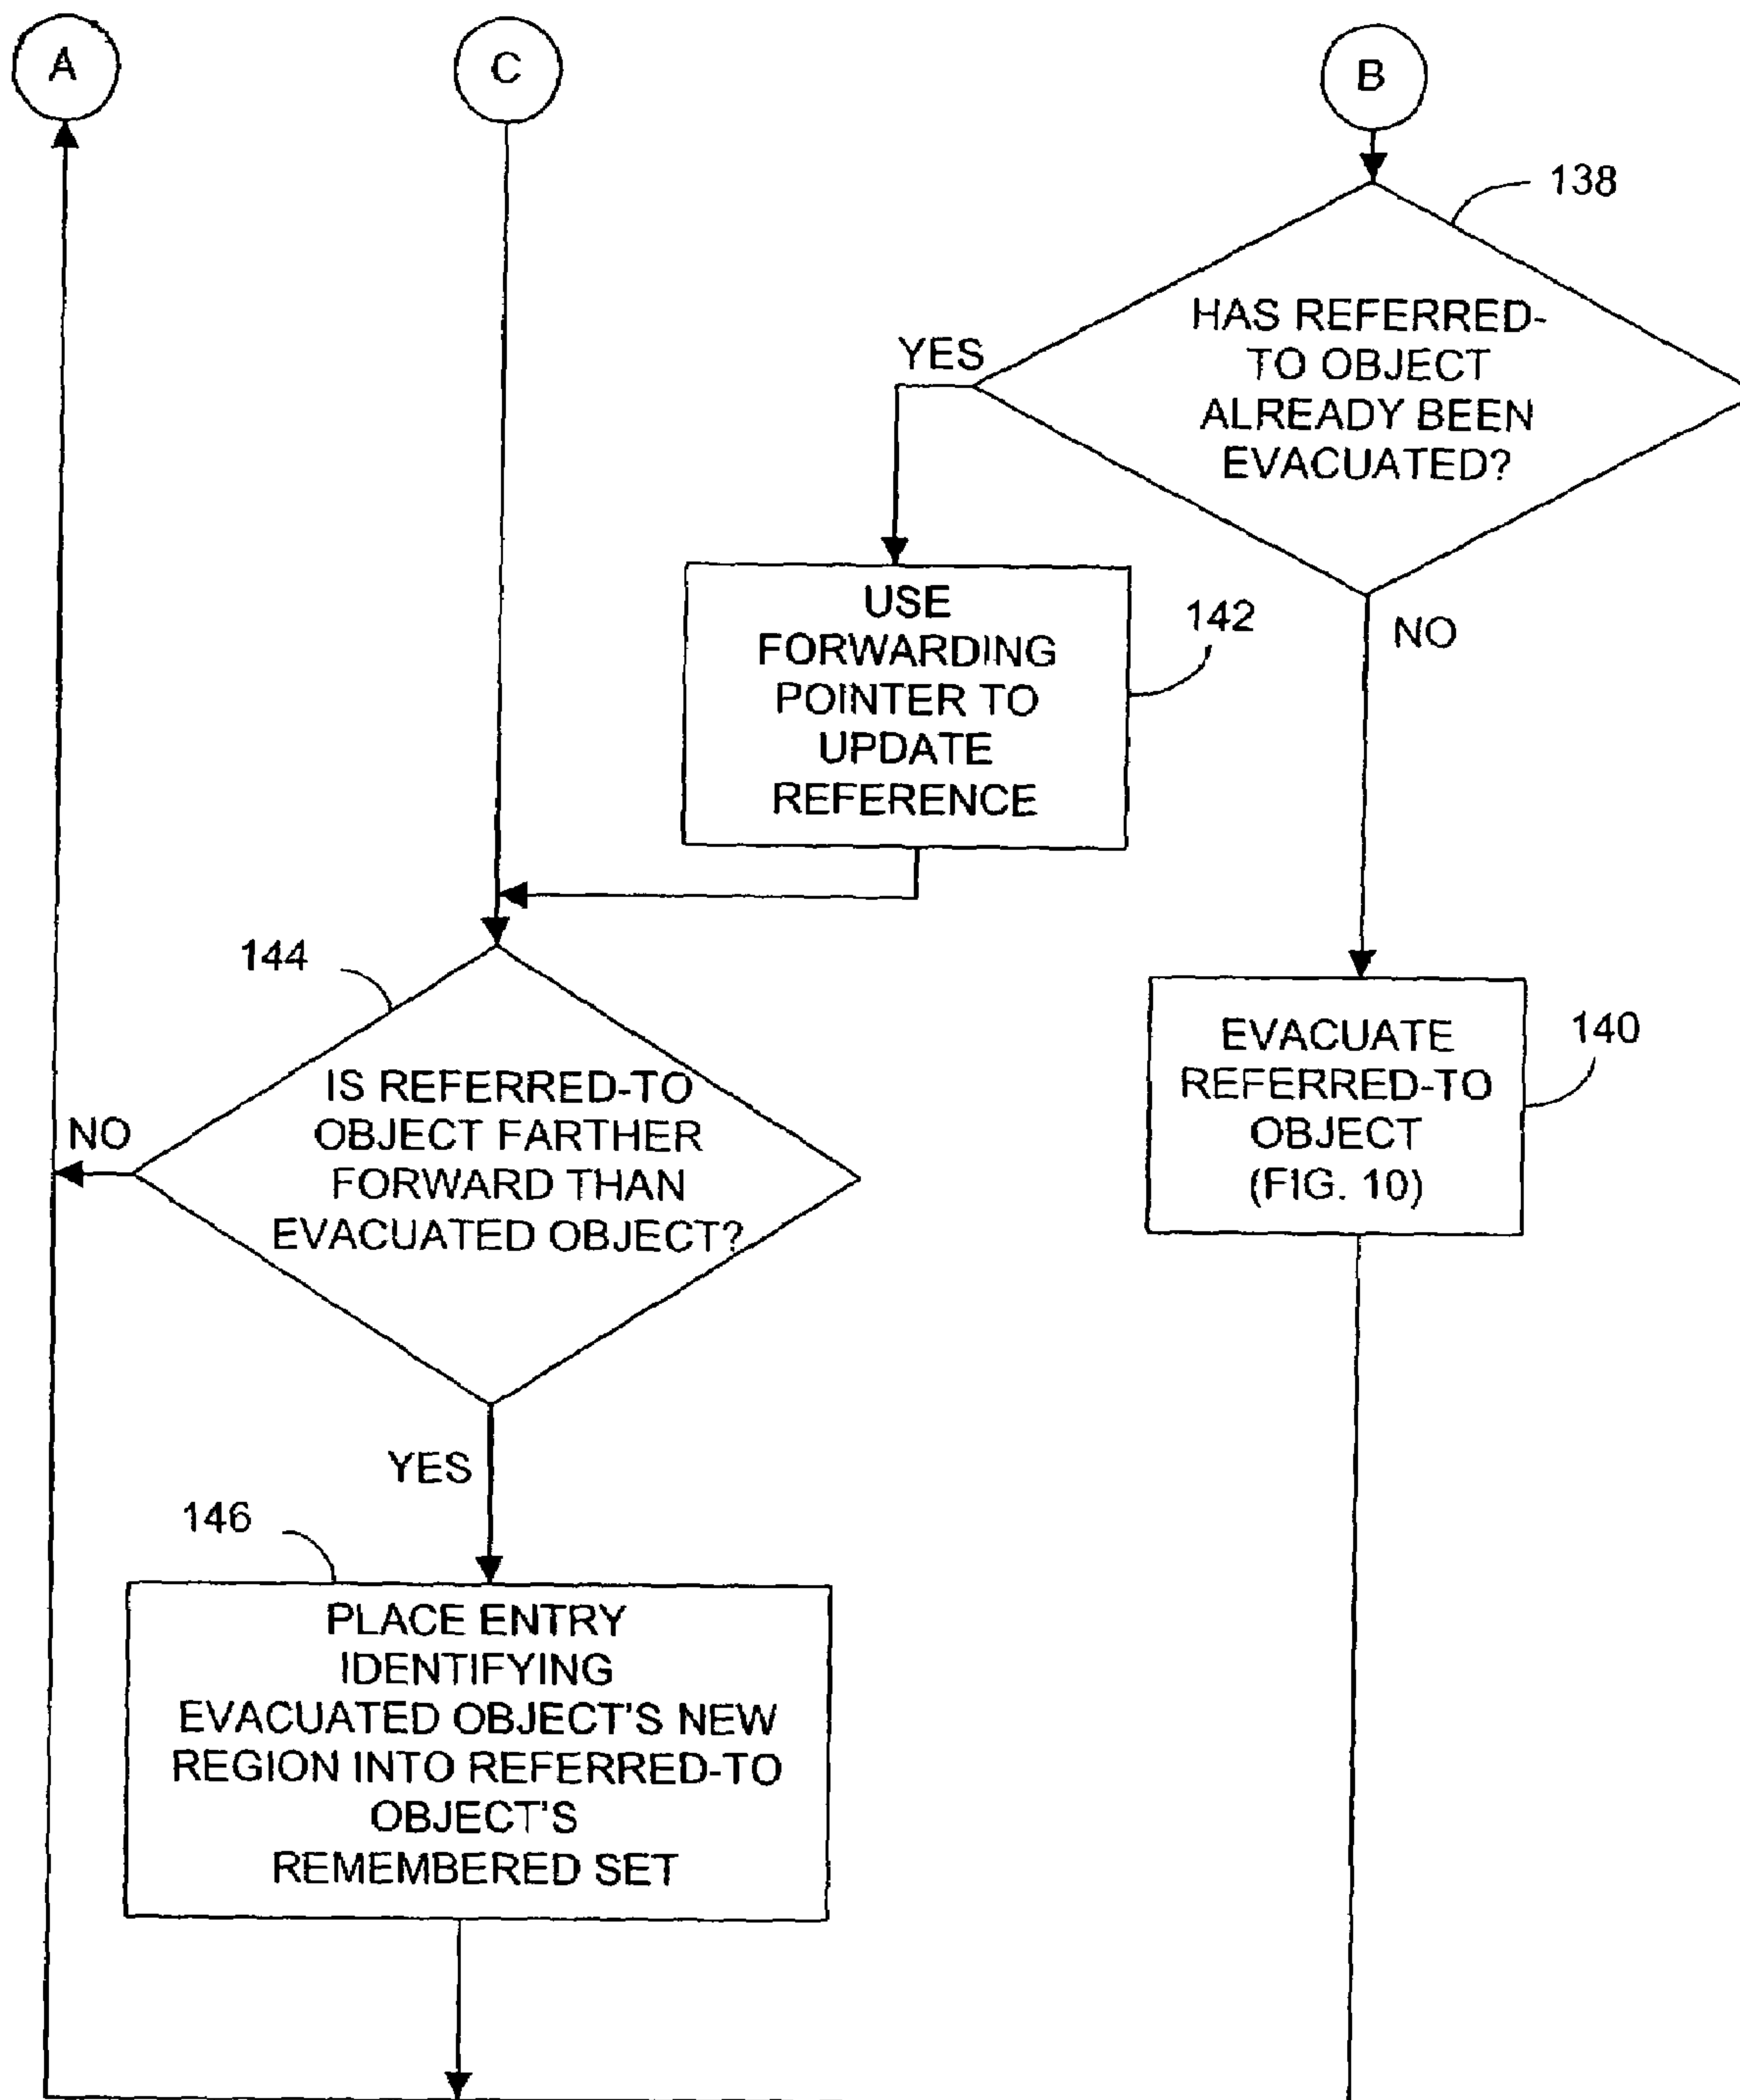 A
C
B
138
HAS REFERRED-
TO OBJECT
ALREADY BEEN
EVACUATED?
YES
NO
USE
FORWARDING
POINTER TO
UPDATE
REFERENCE
142
144
IS REFERRED-TO
OBJECT FARTHER
FORWARD THAN
EVACUATED OBJECT?
NO
YES
EVACUATE
REFERRED-TO
OBJECT
(FIG. 10)
140
146
PLACE ENTRY
IDENTIFYING
EVACUATED OBJECT'S NEW
REGION INTO REFERRED-TO
OBJECT'S
REMEMBERED SET